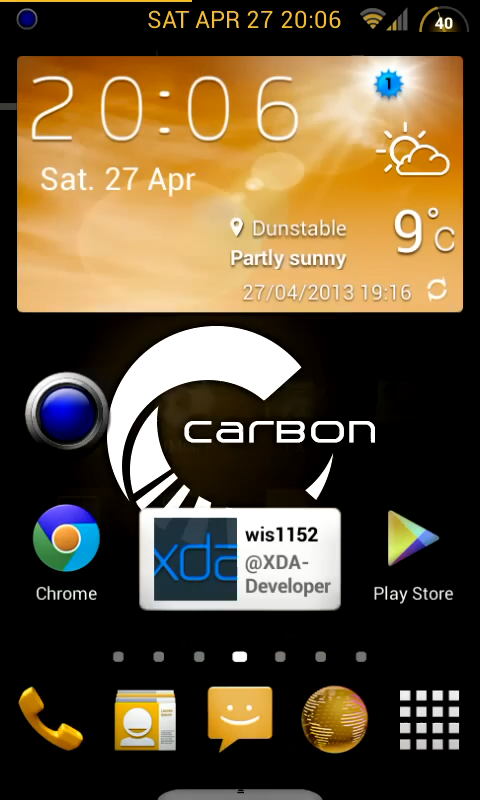 SAT APR 27 20:06
40
20:06
1
Sat. 27 Apr
Dunstable
Partly sunny
9°C
27/04/2013 19:16
CARBON
xda
wis1152
@XDA-
Developer
Chrome
Play Store